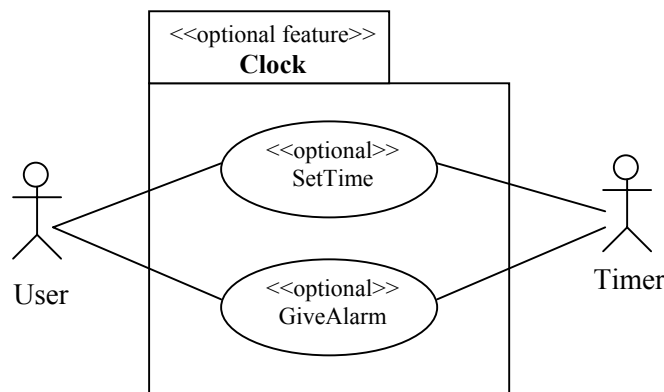 <<optional feature>>
Clock
<<optional>>
SetTime
User
Timer
<<optional>>
GiveAlarm